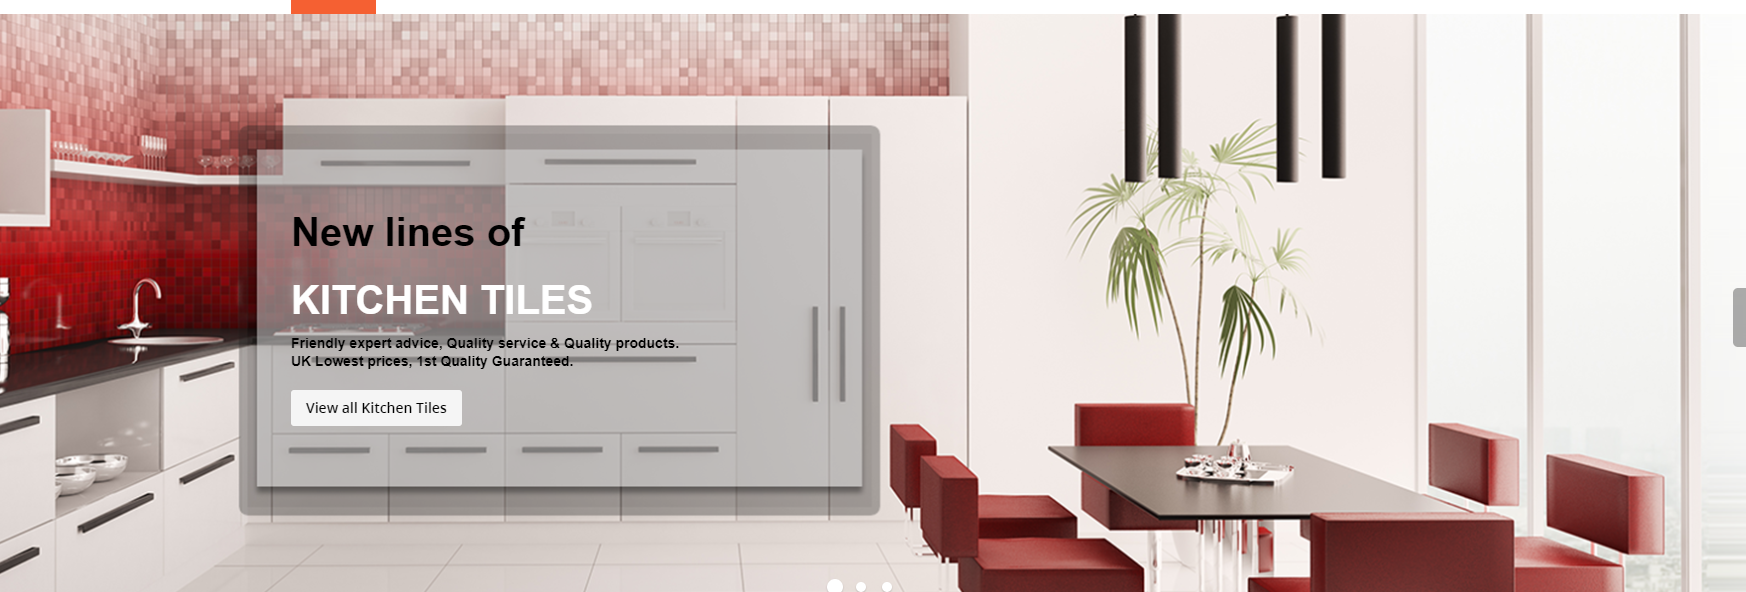 New lines of
KITCHEN TILES
Friendly expert advice, Quality service & Quality products.
UK Lowest prices, 1st Quality Guaranteed.
View all Kitchen Tiles